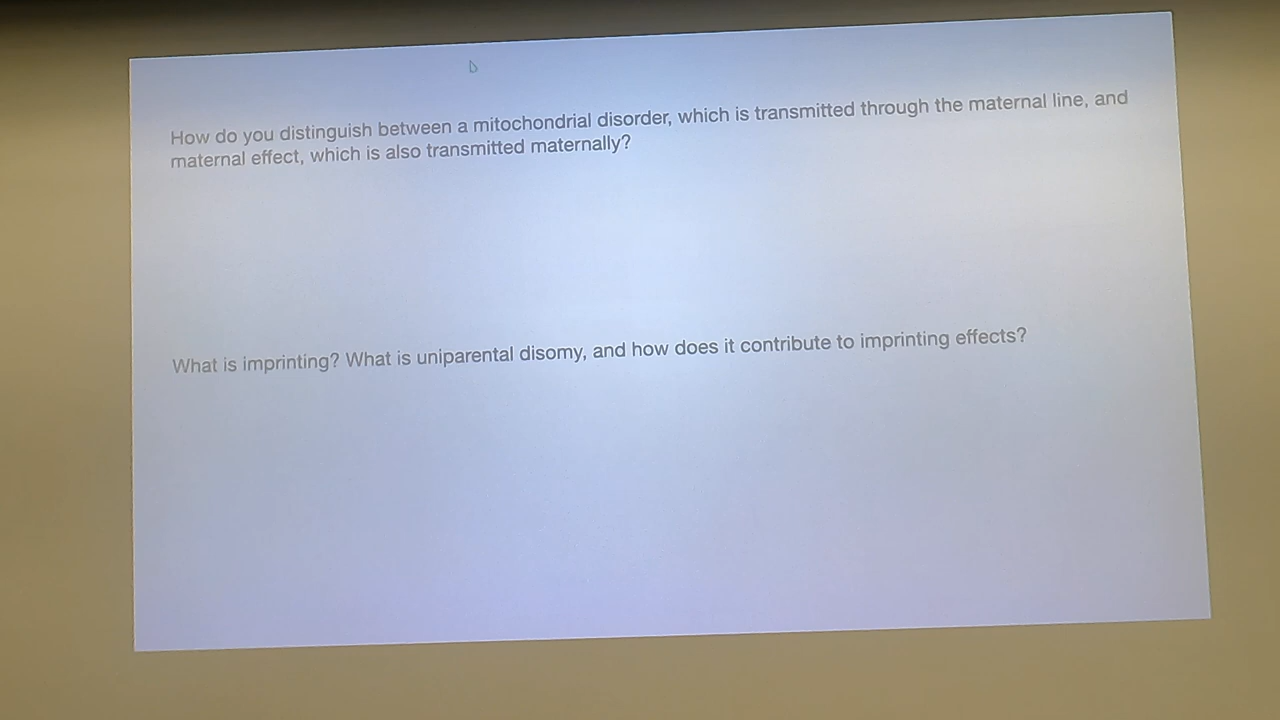 How do you distinguish between a mitochondrial disorder, which is transmitted through the maternal line, and
maternal effect, which is also transmitted maternally?
What is imprinting? What is uniparental disomy, and how does it contribute to imprinting effects?